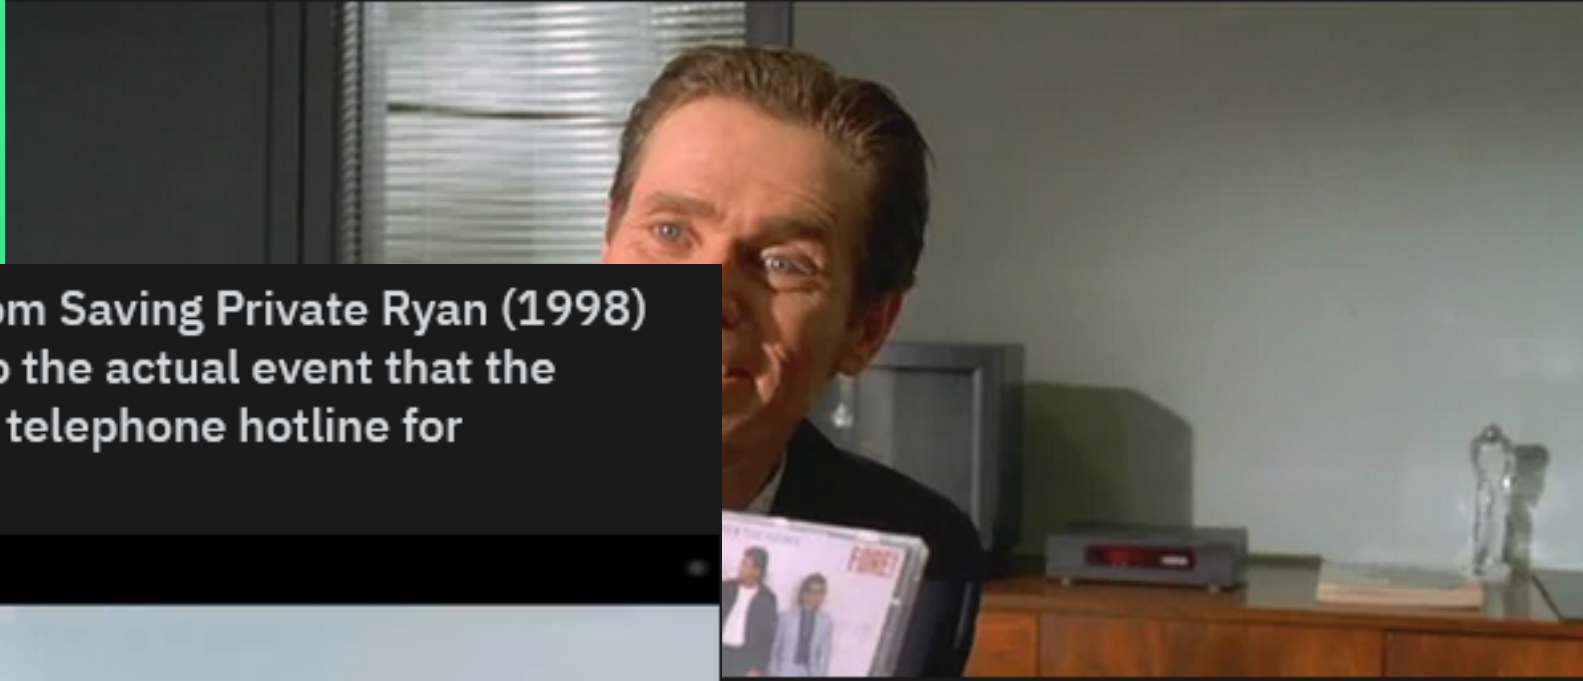 om Saving Private Ryan (1998)
the actual event that the
telephone hotline for
FORE!